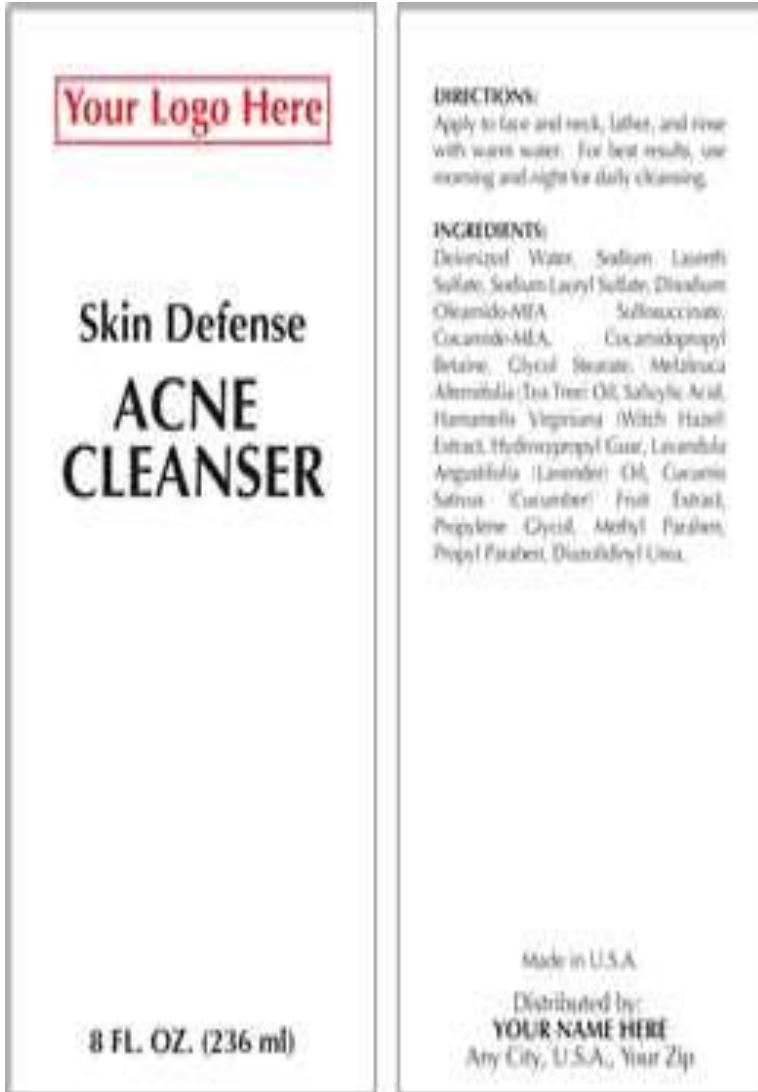 Your Logo Here
Skin Defense
ACNE
CLEANSER
8 FL. OZ. (236 ml)
DIRECTIONS:
Apply to face and neck, lather, and rinse
with warm water. For best results, use
morning and night for daily cleansing.
INGREDIENTS:
Deionized Water, Sodium Laureth
Sulfate, Sodium Lauryl Sulfate, Disodium
Oleamido-MEA Sulfosuccinate,
Cocamide-MEA, Cocamidopropyl
Betaine, Glycol Stearate, Melaleuca
Alternifolia (Tea Tree) Oil, Salicylic Acid,
Hamamelis Virginiana (Witch Hazel)
Extract, Hydroxypropyl Guar, Lavandula
Angustifolia (Lavender) Oil, Cucumis
Sativus (Cucumber) Fruit Extract,
Propylene Glycol, Methyl Paraben,
Propyl Paraben, Diazolidinyl Urea.
Made in U.S.A.
Distributed by:
YOUR NAME HERE
Any City, U.S.A., Your Zip